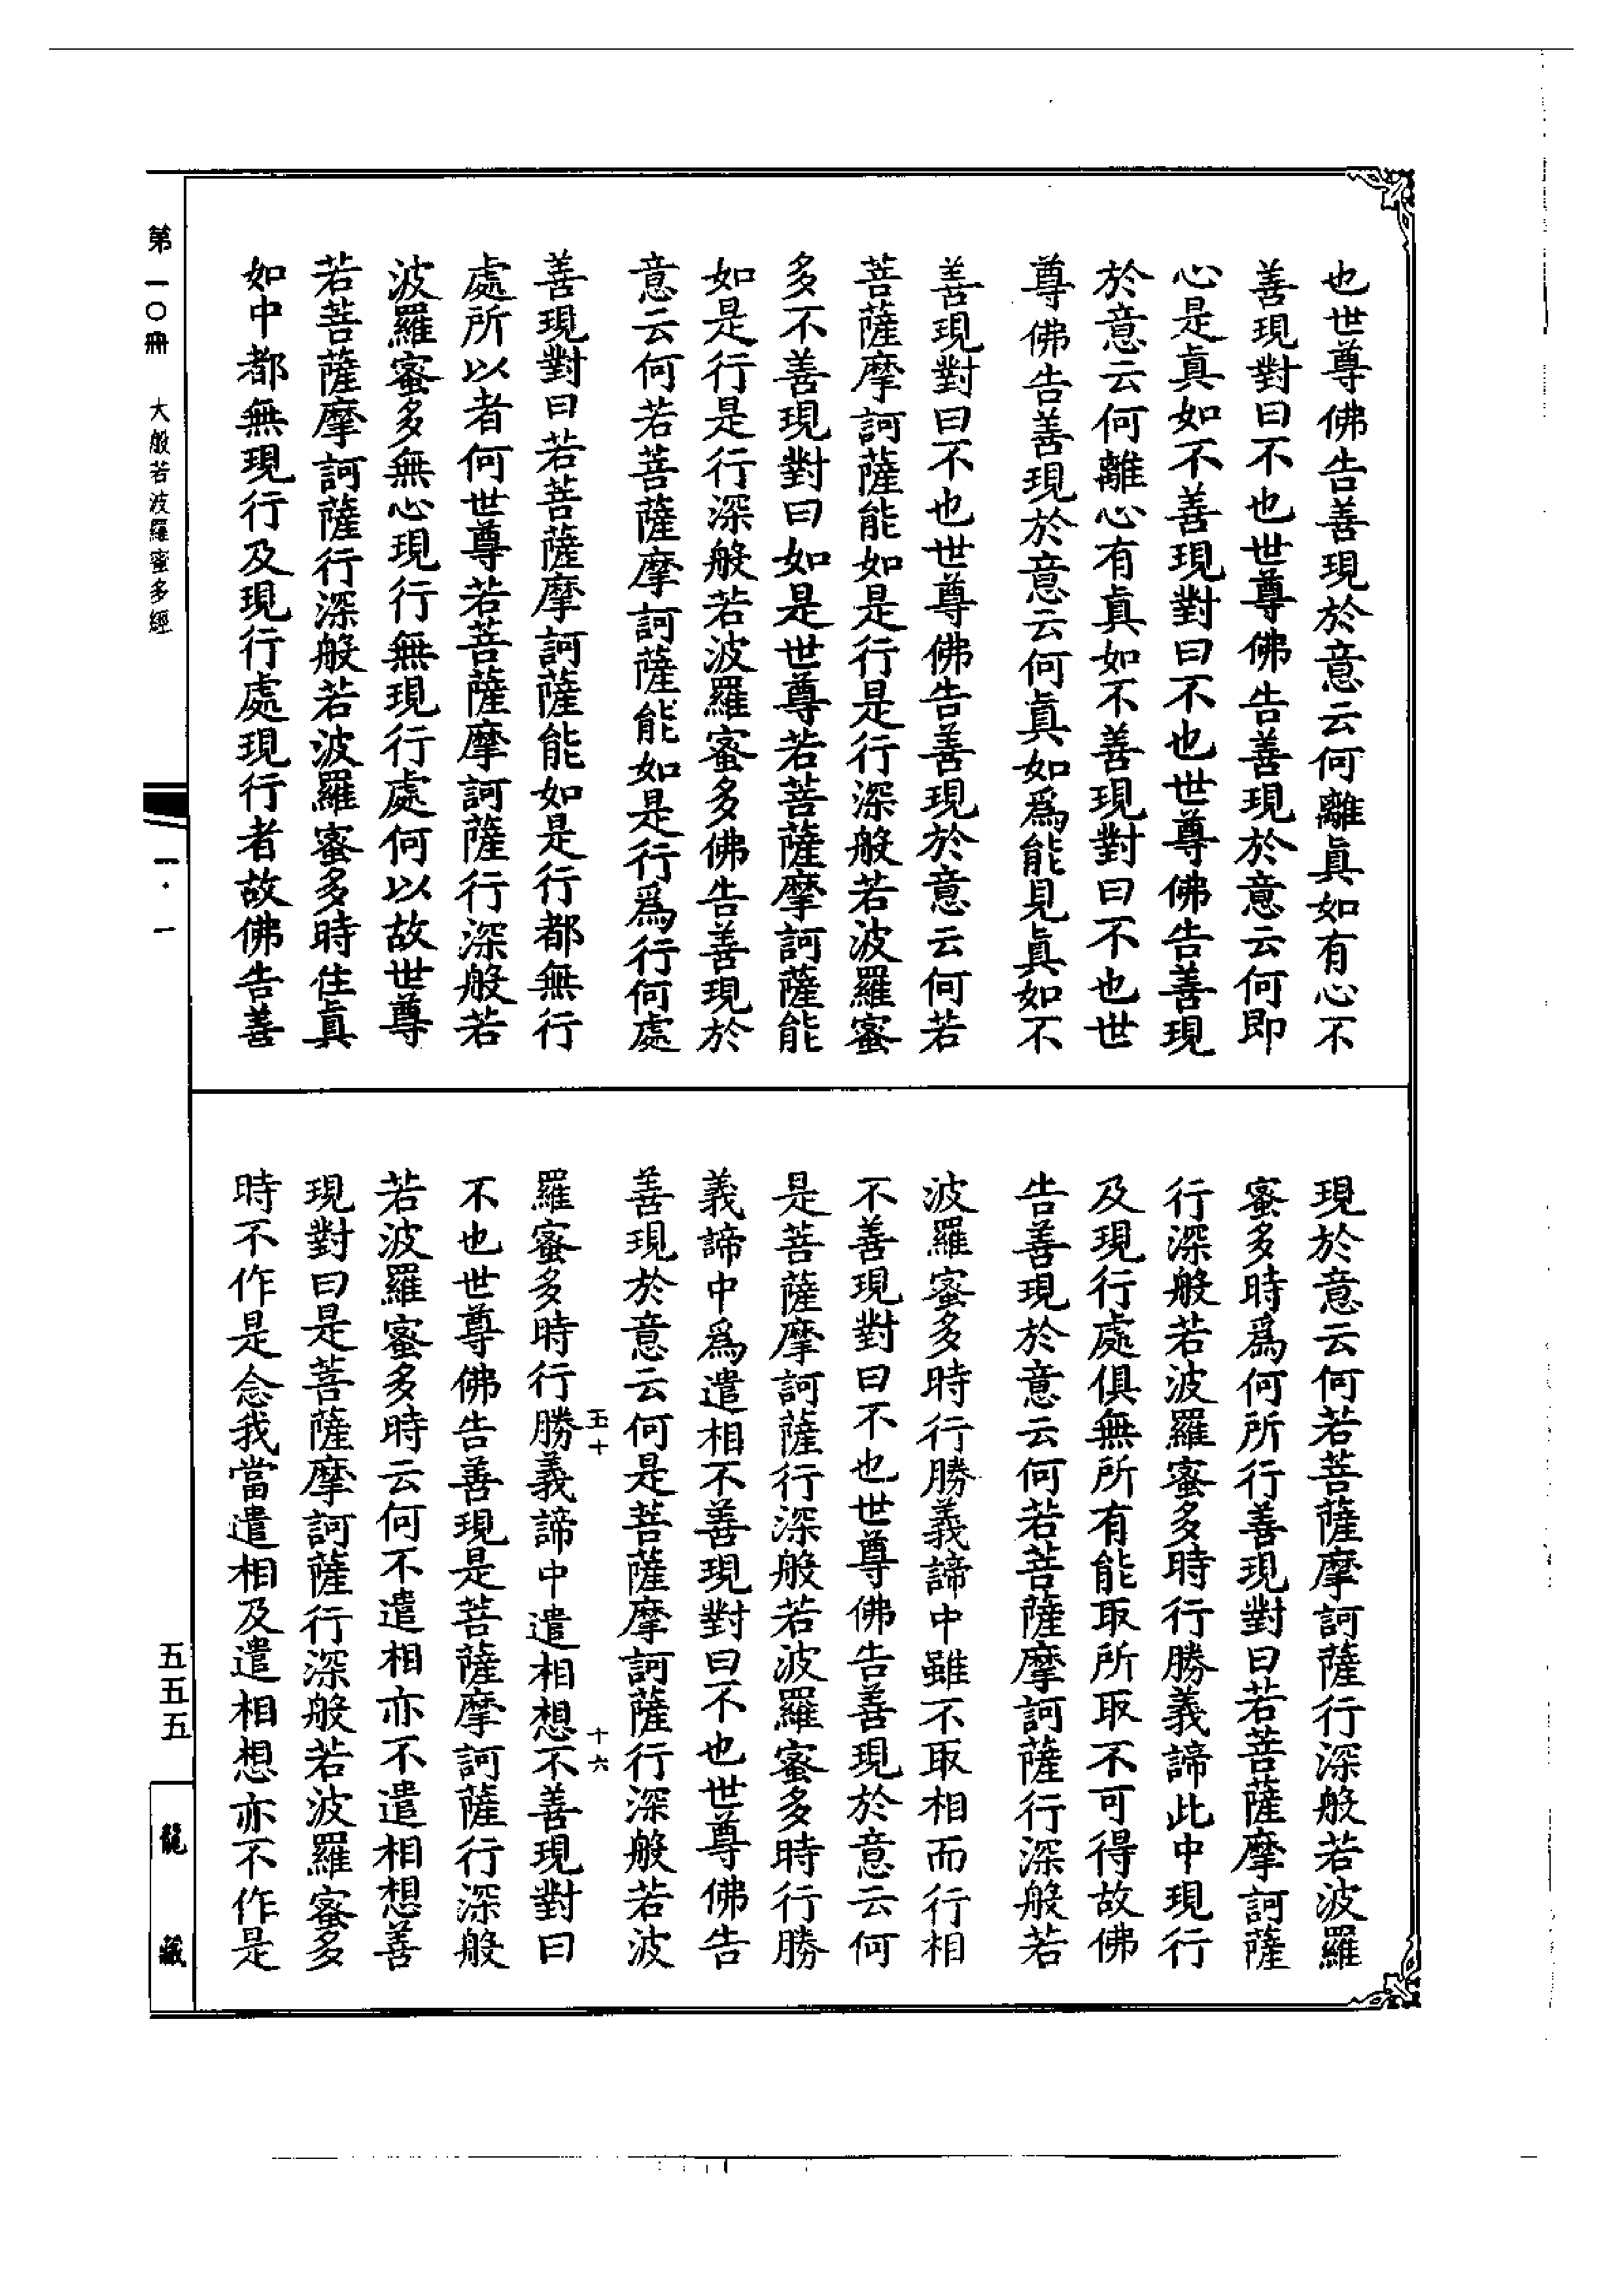 也世尊佛告善現於意云何離眞如有心不
善現對曰不也世尊佛告善現於意云何即
心是眞如不善現對曰不也世尊佛告善現
於意云何離心有眞如不善現對曰不也世
尊佛告善現於意云何眞如爲能見眞如不
善現對曰不也世尊佛告善現於意云何若
菩薩摩訶薩能如是行是行深般若波羅蜜
多不善現對曰如是世尊若菩薩摩訶薩能
如是行是行深般若波羅蜜多佛告善現於
意云何若菩薩摩訶薩能如是行爲行何處
善現對曰若菩薩摩訶薩能如是行都無行
處所以者何世尊若菩薩摩訶薩行深般若
波羅蜜多無心現行無現行處何以故世尊
若菩薩摩訶薩行深般若波羅蜜多時住眞
如中都無現行及現行處現行者故佛告善
現於意云何若菩薩摩訶薩行深般若波羅
蜜多時爲何所行善現對曰若菩薩摩訶薩
行深般若波羅蜜多時行勝義諦此中現行
及現行處俱無所有能取所取不可得故佛
告善現於意云何若菩薩摩訶薩行深般若
波羅蜜多時行勝義諦中雖不取相而行相
不善現對曰不也世尊佛告善現於意云何
是菩薩摩訶薩行深般若波羅蜜多時行勝
義諦中爲遣相不善現對曰不也世尊佛告
善現於意云何是菩薩摩訶薩行深般若波
五十
十六
羅蜜多時行勝義諦中遣相想不善現對曰
不也世尊佛告善現是菩薩摩訶薩行深般
若波羅蜜多時云何不遣相亦不遣相想善
現對曰是菩薩摩訶薩行深般若波羅蜜多
時不作是念我當遣相及遣相想亦不作是
第一〇冊 大般若波羅蜜多經
一·一
五五五
龍藏